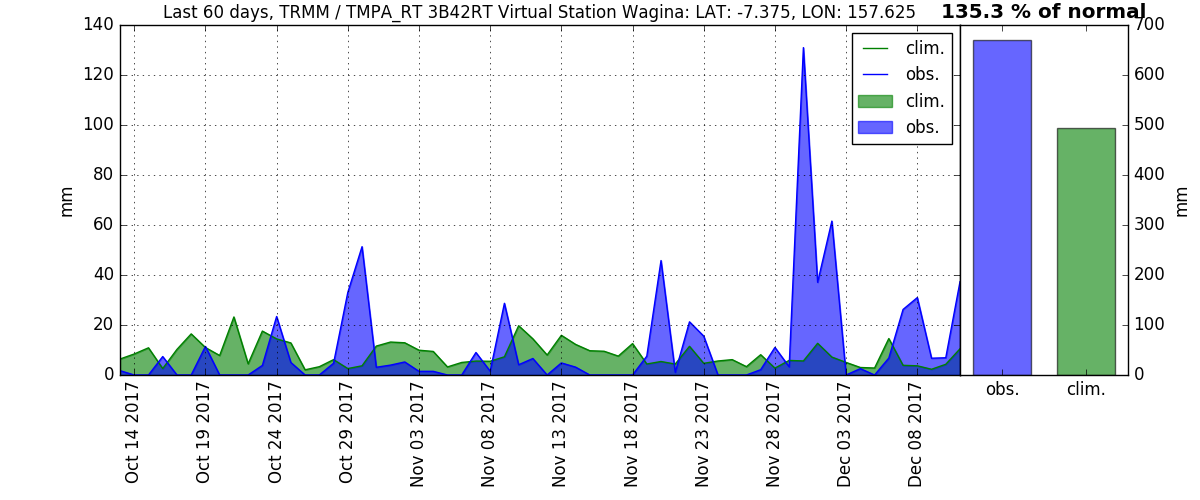 Last 60 days, TRMM / TMPA_RT 3B42RT Virtual Station Wagina: LAT: -7.375, LON: 157.625
135.3 % of normal
140
120
100
80
60
40
20
0
mm
clim.
obs.
clim.
obs.
700
600
500
400
300
200
100
0
mm
Oct 14 2017
Oct 19 2017
Oct 24 2017
Oct 29 2017
Nov 03 2017
Nov 08 2017
Nov 13 2017
Nov 18 2017
Nov 23 2017
Nov 28 2017
Dec 03 2017
Dec 08 2017
obs.
clim.